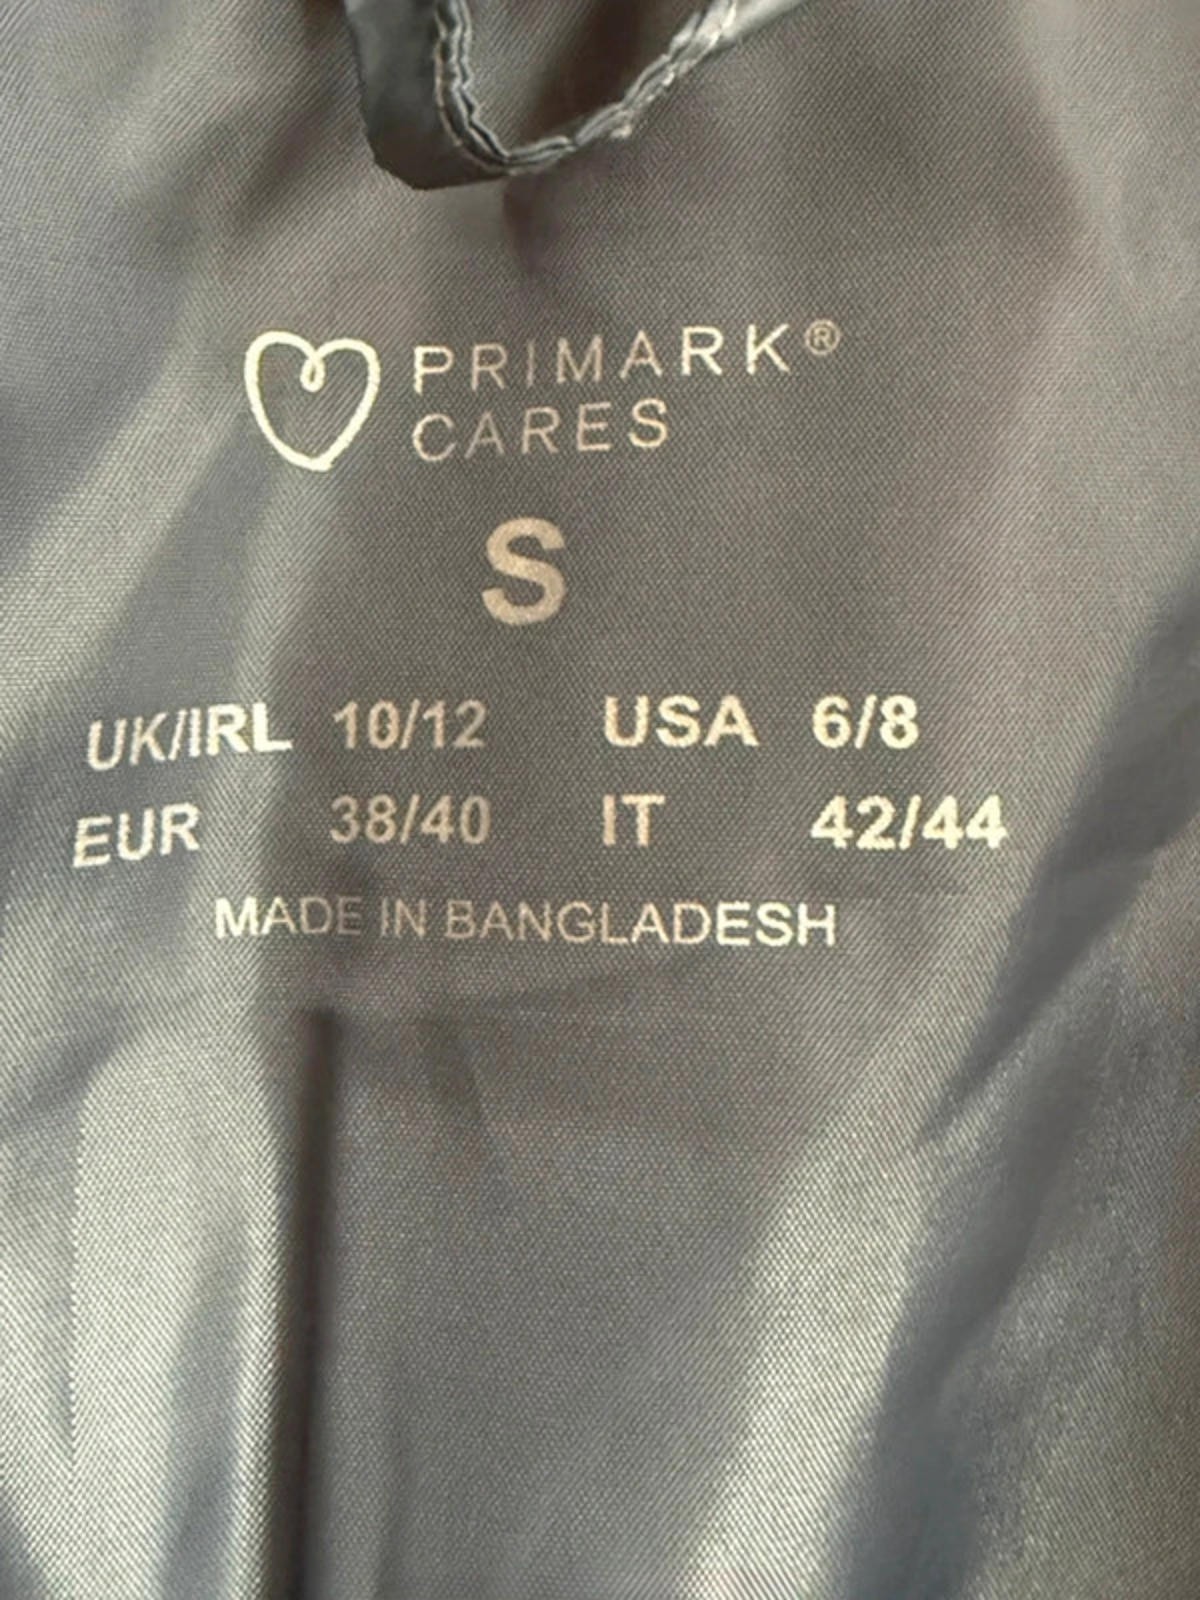 PRIMARK®
CARES
S
UK/IRL 10/12 USA 6/8
EUR 38/40 IT 42/44
MADE IN BANGLADESH